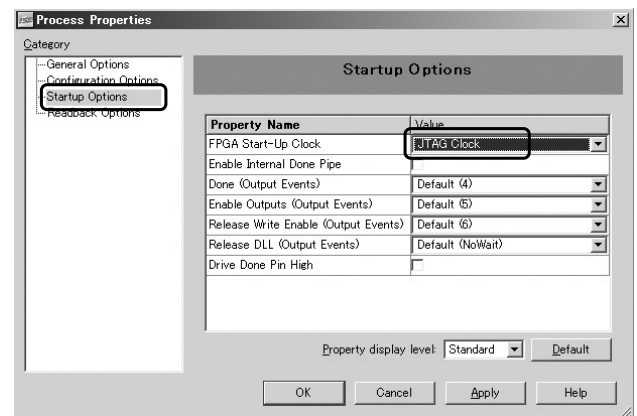 ISE Process Properties
Category
General Options
Configuration Options
Startup Options
Readback Options
Startup Options
Property Name Value
FPGA Start-Up Clock JTAG Clock
Enable Internal Done Pipe
Done (Output Events) Default (4)
Enable Outputs (Output Events) Default (5)
Release Write Enable (Output Events) Default (6)
Release DLL (Output Events) Default (NoWait)
Drive Done Pin High
Property display level: Standard Default
OK Cancel Apply Help